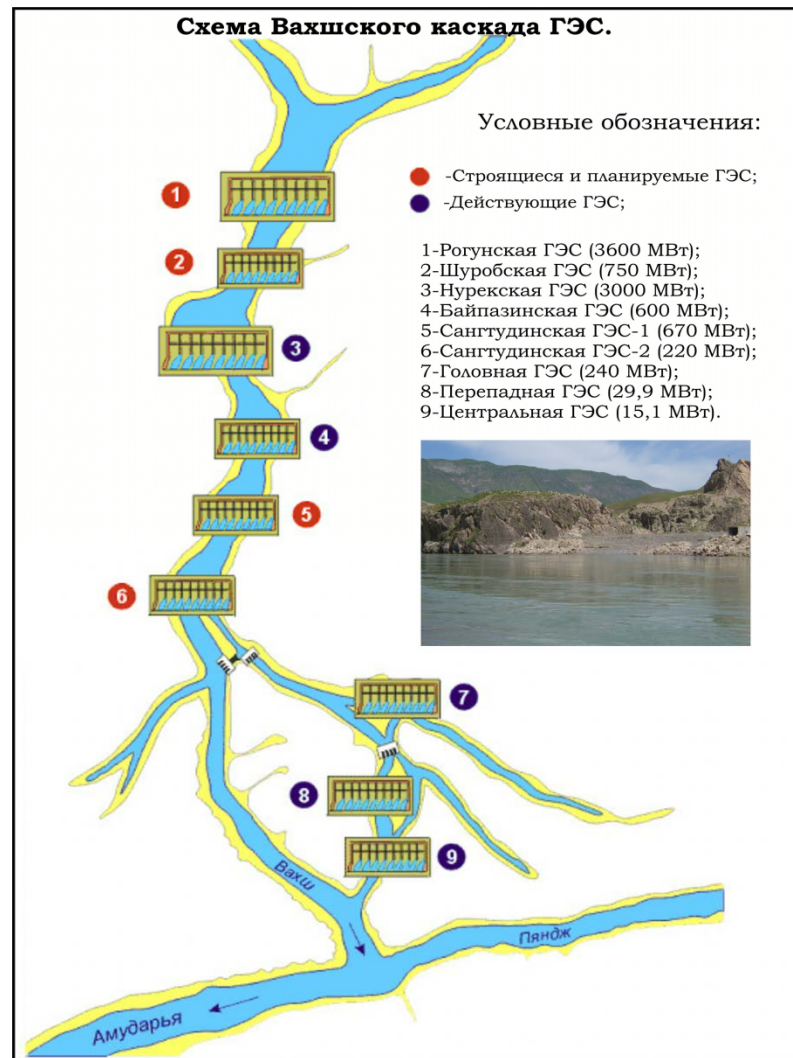 Схема Вахшского каскада ГЭС.
Условные обозначения:
-Строящиеся и планируемые ГЭС;
-Действующие ГЭС;
1-Рогунская ГЭС (3600 МВт);
2-Шуробская ГЭС (750 МВт);
3-Нурекская ГЭС (3000 МВт);
4-Байпазинская ГЭС (600 МВт);
5-Сангтудинская ГЭС-1 (670 МВт);
6-Сангтудинская ГЭС-2 (220 МВт);
7-Головная ГЭС (240 МВт);
8-Перепадная ГЭС (29,9 МВт);
9-Центральная ГЭС (15,1 МВт).
1
2
3
4
5
6
7
8
9
Вахш
Пяндж
Амударья